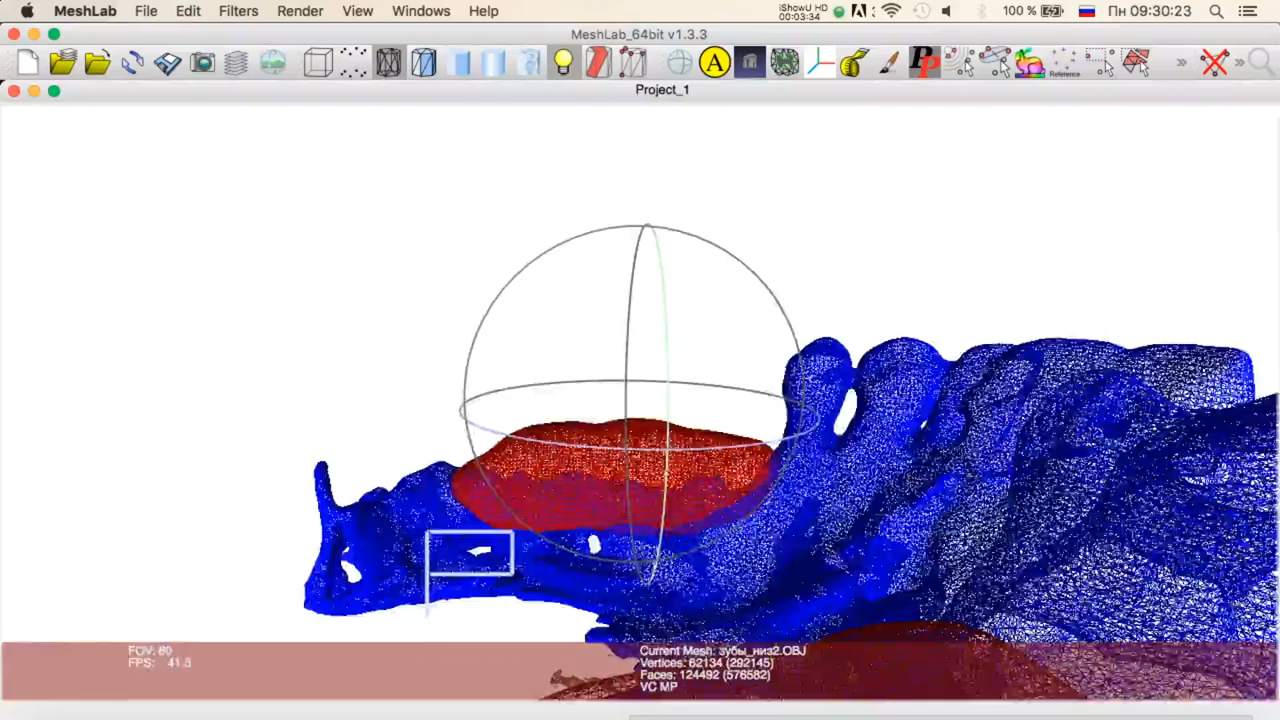 MeshLab File Edit Filters Render View Windows Help iShowU HD 00:03:34 100 % Пн 09:30:23
MeshLab_64bit v1.3.3
A PP Reference
Project_1
FOV: 60
FPS: 41.5
Current Mesh: зубы_низ2.OBJ
Vertices: 62134 (292145)
Faces: 124492 (576582)
VC MP